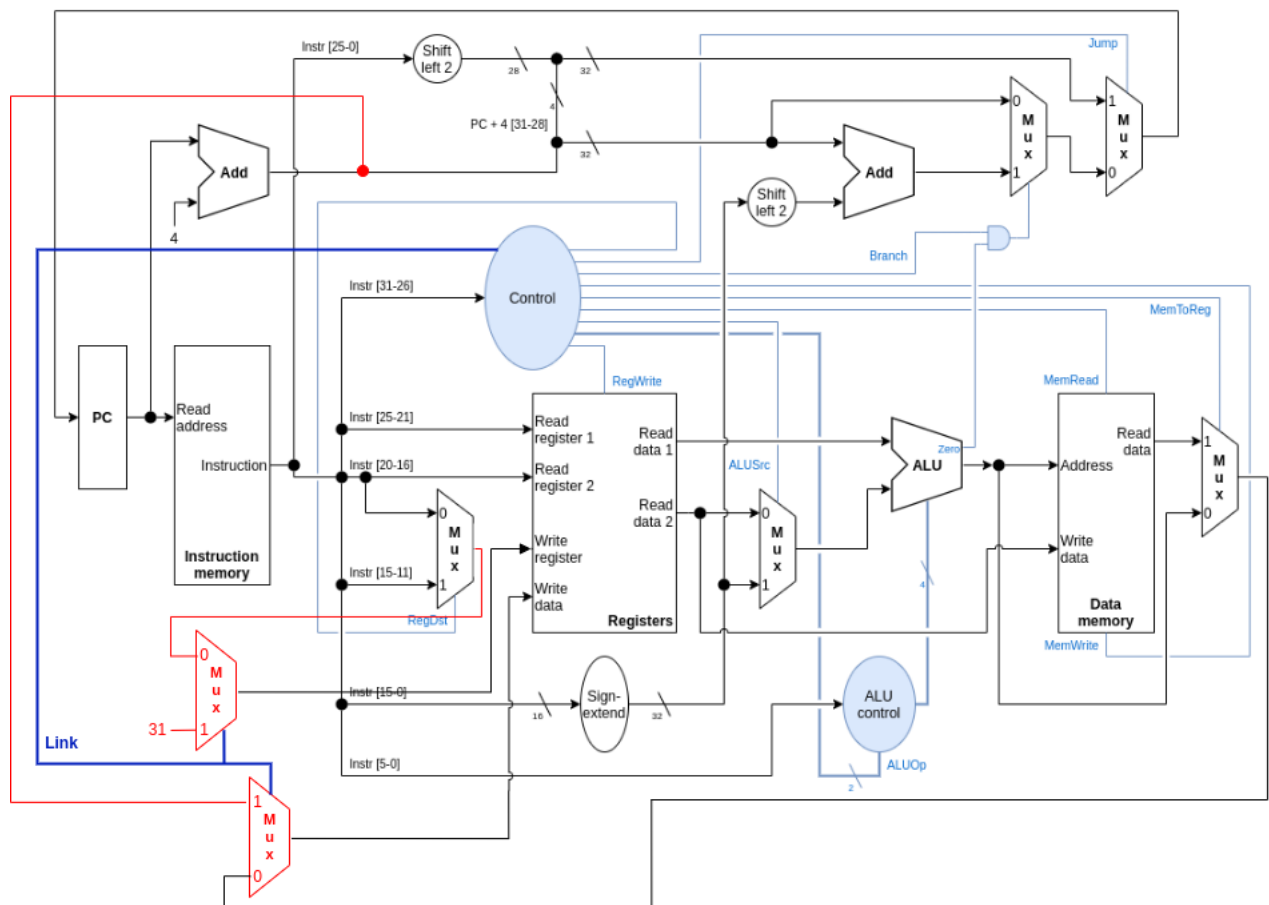 Instr [25-0]
Shift
left 2
28
32
Jump
4
PC + 4 [31-28]
32
0
M
u
x
1
1
M
u
x
0
Add
4
Add
Shift
left 2
Branch
Control
Instr [31-26]
MemToReg
PC
Read
address
Instruction
Instruction
memory
RegWrite
MemRead
Instr [25-21]
Read
register 1
Instr [20-16]
Read
register 2
Read
data 1
Read
data 2
Write
register
Write
data
Registers
0
M
u
x
1
Instr [15-11]
RegDst
ALUSrc
0
M
u
x
1
Zero
ALU
4
Address
Read
data
Write
data
Data
memory
MemWrite
1
M
u
x
0
0
M
u
x
1
31
Link
Instr [15-0]
16
Sign-
extend
32
ALU
control
Instr [5-0]
ALUOp
2
1
M
u
x
0